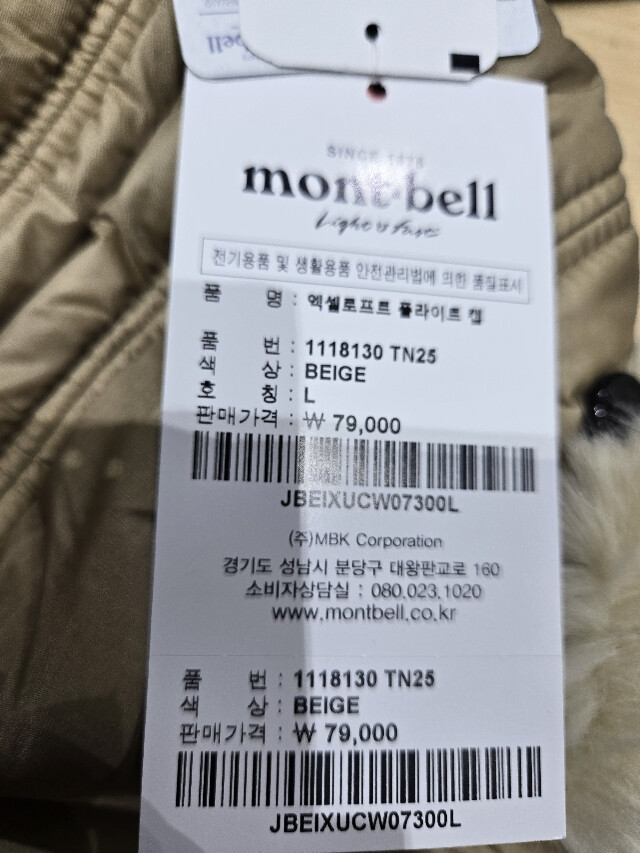 SINCE 1975
mont·bell
Light & Fast
전기용품 및 생활용품 안전관리법에 의한 품질표시
품 명 : 엑셀로프트 플라이트 캡
품 번 : 1118130 TN25
색 상 : BEIGE
호 칭 : L
판매가격 : ₩ 79,000
JBEIXUCW07300L
(주)MBK Corporation
경기도 성남시 분당구 대왕판교로 160
소비자상담실 : 080.023.1020
www.montbell.co.kr
품 번 : 1118130 TN25
색 상 : BEIGE
판매가격 : ₩ 79,000
JBEIXUCW07300L